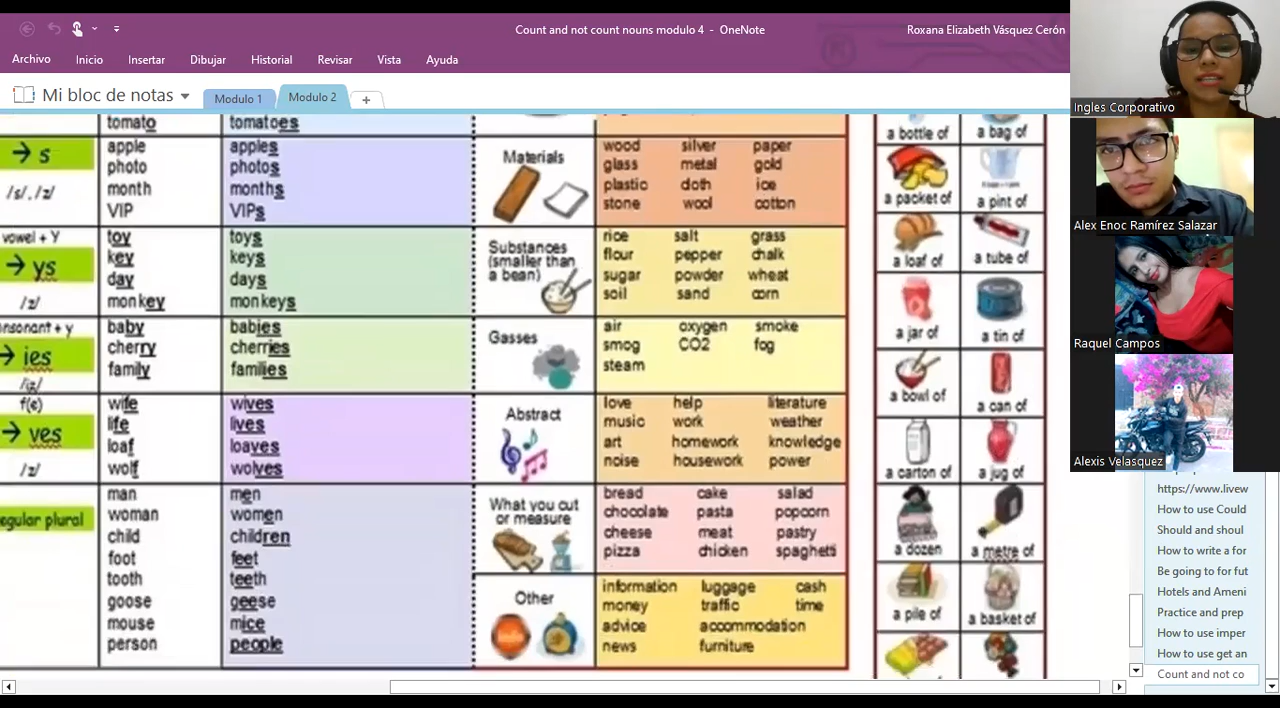 Count and not count nouns modulo 4 - OneNote
Roxana Elizabeth Vásquez Cerón
Archivo
Inicio
Insertar
Dibujar
Historial
Revisar
Vista
Ayuda
Mi bloc de notas
Modulo 1
Modulo 2
tomato
tomatoes
→ s
/s/, /z/
apple
photo
month
VIP
apples
photos
months
VIPs
vowel + Y
→ ys
/z/
toy
key
day
monkey
toys
keys
days
monkeys
onsonant + y
→ ies
baby
cherry
family
babies
cherries
families
f(e)
→ ves
/z/
wife
life
loaf
wolf
wives
lives
loaves
wolves
egular plural
man
woman
child
foot
tooth
goose
mouse
person
men
women
children
feet
teeth
geese
mice
people
Materials
wood silver paper
glass metal gold
plastic cloth ice
stone wool cotton
Substances
(smaller than
a bean)
rice salt grass
flour pepper chalk
sugar powder wheat
soil sand corn
Gasses
air oxygen smoke
smog CO2 fog
steam
Abstract
love help literature
music work weather
art homework knowledge
noise housework power
What you cut
or measure
bread cake salad
chocolate pasta popcorn
cheese meat pastry
pizza chicken spaghetti
Other
information luggage cash
money traffic time
advice accommodation
news furniture
a bottle of
a bag of
a packet of
a pint of
a loaf of
a tube of
a jar of
a tin of
a bowl of
a can of
a carton of
a jug of
a dozen
a metre of
a pile of
a basket of
Ingles Corporativo
Alex Enoc Ramírez Salazar
Raquel Campos
Alexis Velasquez
https://www.livew
How to use Could
Should and shoul
How to write a for
Be going to for fut
Hotels and Ameni
Practice and prep
How to use imper
How to use get an
Count and not co